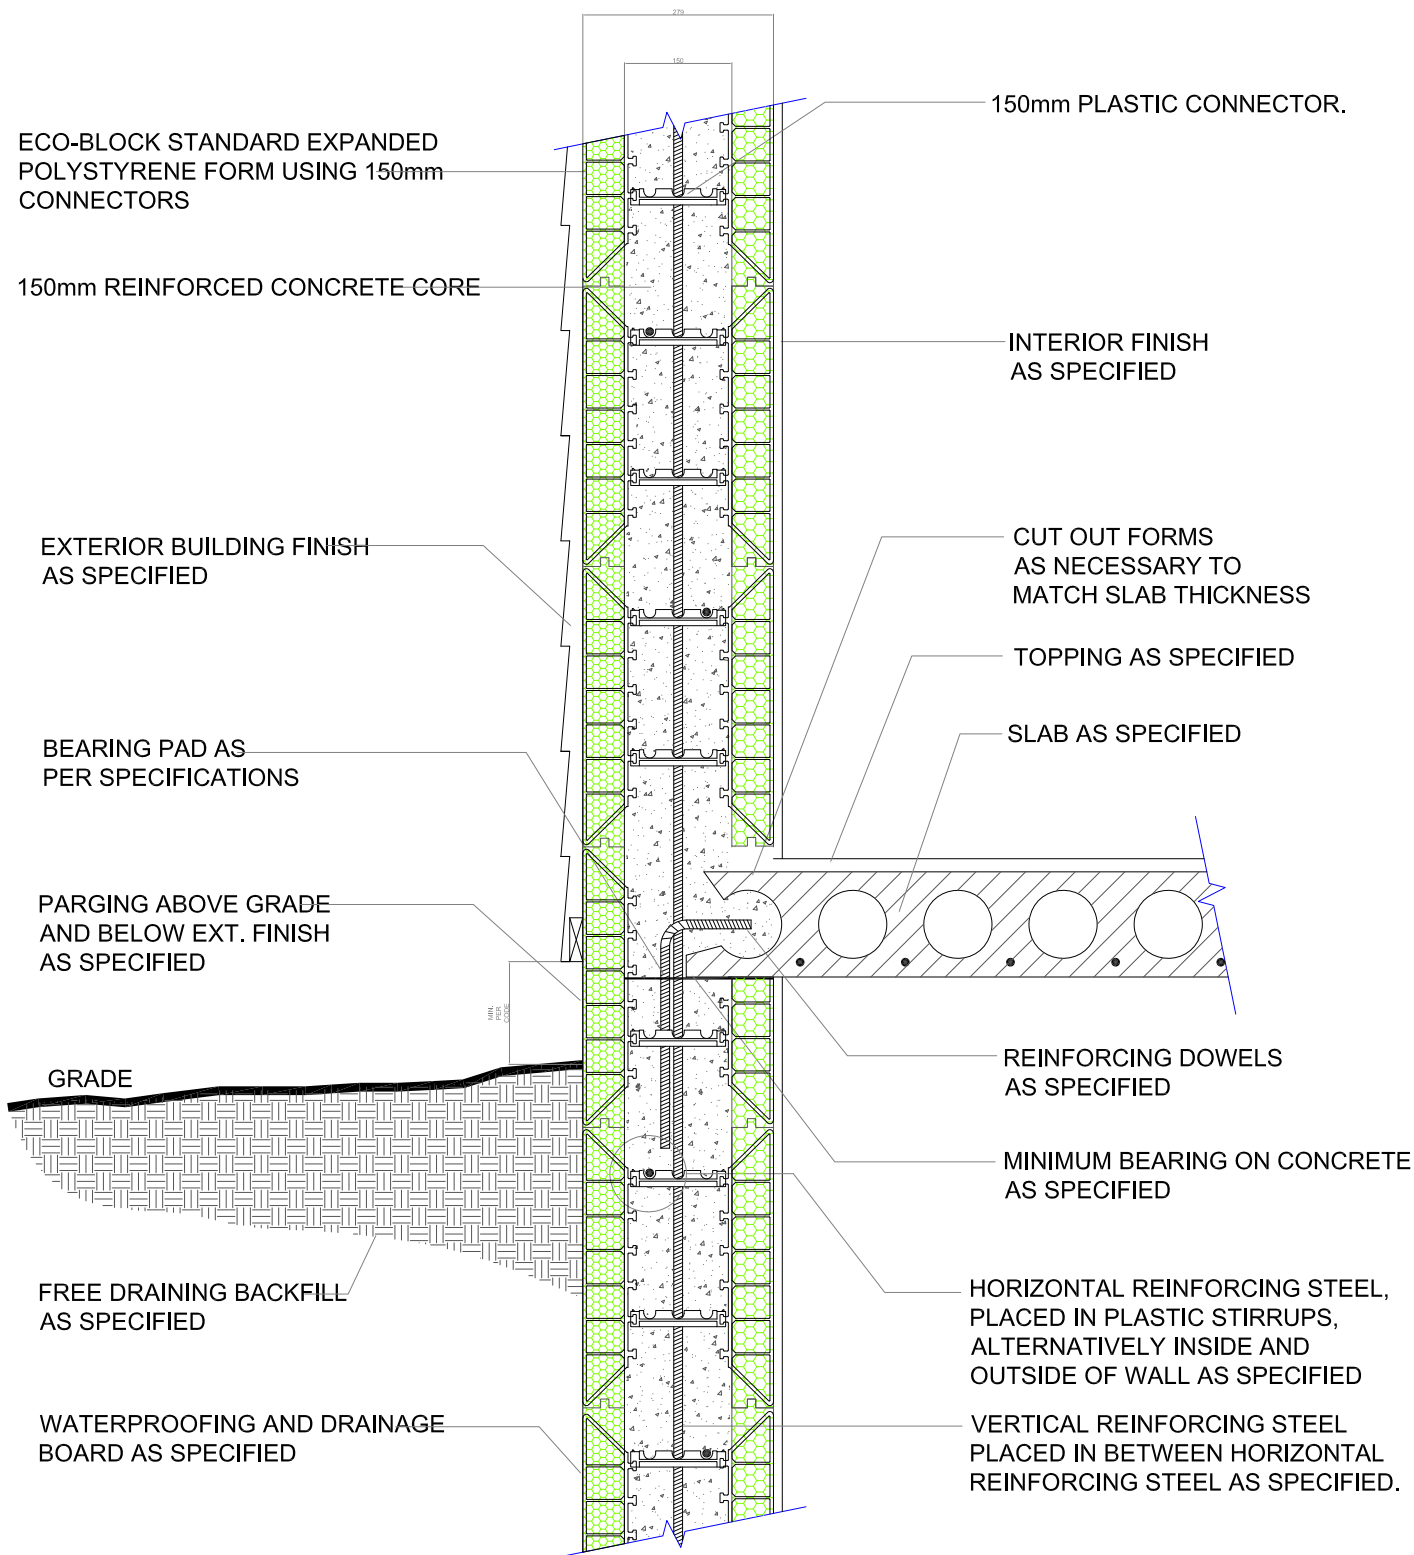 279
150
150mm PLASTIC CONNECTOR.
ECO-BLOCK STANDARD EXPANDED
POLYSTYRENE FORM USING 150mm
CONNECTORS
150mm REINFORCED CONCRETE CORE
INTERIOR FINISH
AS SPECIFIED
EXTERIOR BUILDING FINISH
AS SPECIFIED
CUT OUT FORMS
AS NECESSARY TO
MATCH SLAB THICKNESS
TOPPING AS SPECIFIED
SLAB AS SPECIFIED
BEARING PAD AS
PER SPECIFICATIONS
PARGING ABOVE GRADE
AND BELOW EXT. FINISH
AS SPECIFIED
MIN.
PER
CODE
GRADE
REINFORCING DOWELS
AS SPECIFIED
MINIMUM BEARING ON CONCRETE
AS SPECIFIED
FREE DRAINING BACKFILL
AS SPECIFIED
HORIZONTAL REINFORCING STEEL,
PLACED IN PLASTIC STIRRUPS,
ALTERNATIVELY INSIDE AND
OUTSIDE OF WALL AS SPECIFIED
WATERPROOFING AND DRAINAGE
BOARD AS SPECIFIED
VERTICAL REINFORCING STEEL
PLACED IN BETWEEN HORIZONTAL
REINFORCING STEEL AS SPECIFIED.